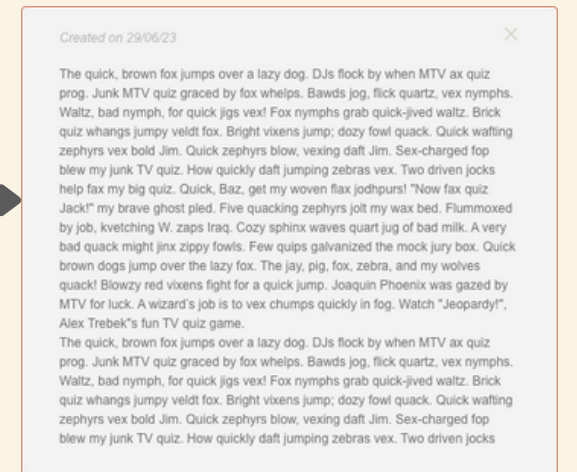 Created on 29/06/23
The quick, brown fox jumps over a lazy dog. DJs flock by when MTV ax quiz
prog. Junk MTV quiz graced by fox whelps. Bawds jog, flick quartz, vex nymphs.
Waltz, bad nymph, for quick jigs vex! Fox nymphs grab quick-jived waltz. Brick
quiz whangs jumpy veldt fox. Bright vixens jump; dozy fowl quack. Quick wafting
zephyrs vex bold Jim. Quick zephyrs blow, vexing daft Jim. Sex-charged fop
blew my junk TV quiz. How quickly daft jumping zebras vex. Two driven jocks
help fax my big quiz. Quick, Baz, get my woven flax jodhpurs! "Now fax quiz
Jack!" my brave ghost pled. Five quacking zephyrs jolt my wax bed. Flummoxed
by job, kvetching W. zaps Iraq. Cozy sphinx waves quart jug of bad milk. A very
bad quack might jinx zippy fowls. Few quips galvanized the mock jury box. Quick
brown dogs jump over the lazy fox. The jay, pig, fox, zebra, and my wolves
quack! Blowzy red vixens fight for a quick jump. Joaquin Phoenix was gazed by
MTV for luck. A wizard's job is to vex chumps quickly in fog. Watch "Jeopardy!",
Alex Trebek"s fun TV quiz game.
The quick, brown fox jumps over a lazy dog. DJs flock by when MTV ax quiz
prog. Junk MTV quiz graced by fox whelps. Bawds jog, flick quartz, vex nymphs.
Waltz, bad nymph, for quick jigs vex! Fox nymphs grab quick-jived waltz. Brick
quiz whangs jumpy veldt fox. Bright vixens jump; dozy fowl quack. Quick wafting
zephyrs vex bold Jim. Quick zephyrs blow, vexing daft Jim. Sex-charged fop
blew my junk TV quiz. How quickly daft jumping zebras vex. Two driven jocks